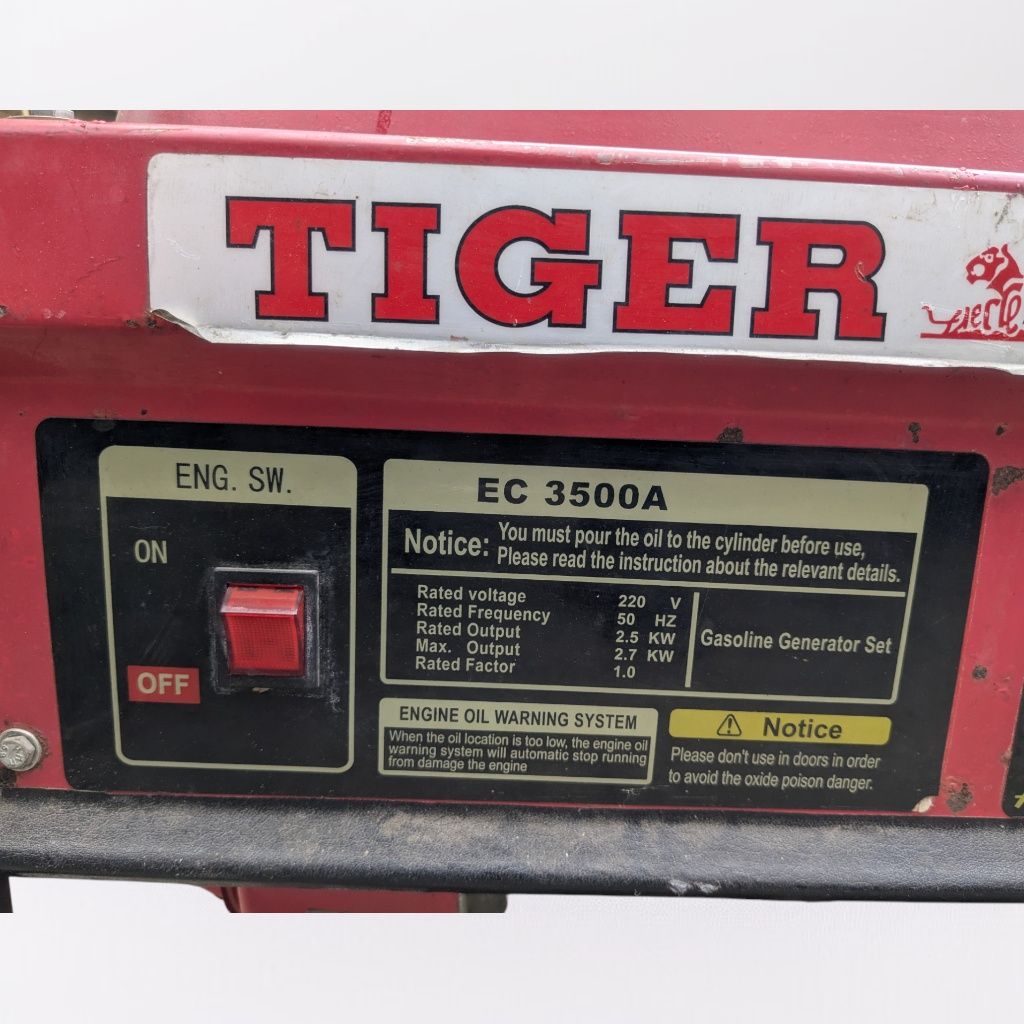 TIGER
ENG. SW.
ON
OFF
EC 3500A
Notice: You must pour the oil to the cylinder before use,
Please read the instruction about the relevant details.
Rated voltage 220 V
Rated Frequency 50 HZ
Rated Output 2.5 KW
Max. Output 2.7 KW
Rated Factor 1.0
Gasoline Generator Set
ENGINE OIL WARNING SYSTEM
When the oil location is too low, the engine oil
warning system will automatic stop running
from damage the engine
Notice
Please don't use in doors in order
to avoid the oxide poison danger.